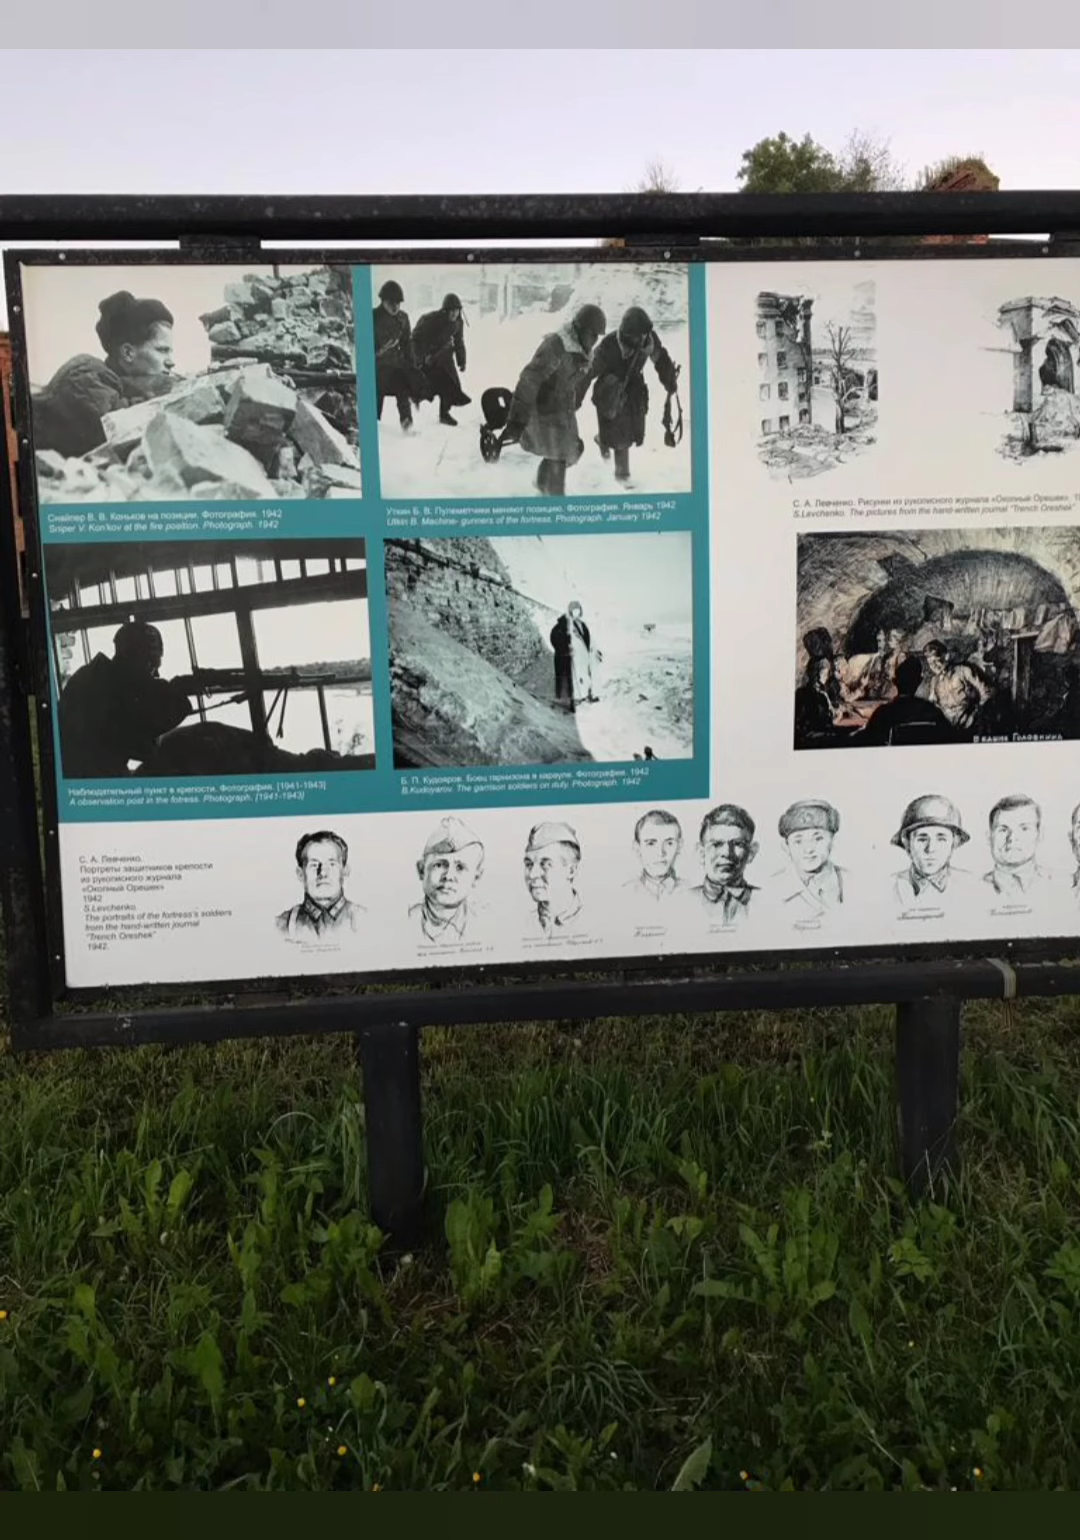 Снайпер В. В. Коньков на позиции. Фотография. 1942
Sniper V. Kon'kov at the fire position. Photograph. 1942
Уткин Б. В. Пулеметчики меняют позицию. Фотография. Январь 1942
Utkin B. Machine- gunners of the fortress. Photograph. January 1942
С. А. Левченко. Рисунки из рукописного журнала «Окопный Орешек»,
S.Levchenko. The pictures from the hand-written journal "Trench Oreshek"
В БАШНЕ ГОЛОВКИНА
Наблюдательный пункт в крепости. Фотография. [1941-1943]
A observation post in the fotress. Photograph. [1941-1943]
Б. П. Кудояров. Боец гарнизона в карауле. Фотография. 1942
B.Kudoyarov. The garrison soldiers on duty. Photograph. 1942
С. А. Левченко.
Портреты защитников крепости
из рукописного журнала
«Окопный Орешек»
1942
S.Levchenko.
The portraits of the fortress's soldiers
from the hand-written journal
"Trench Oreshek"
1942.